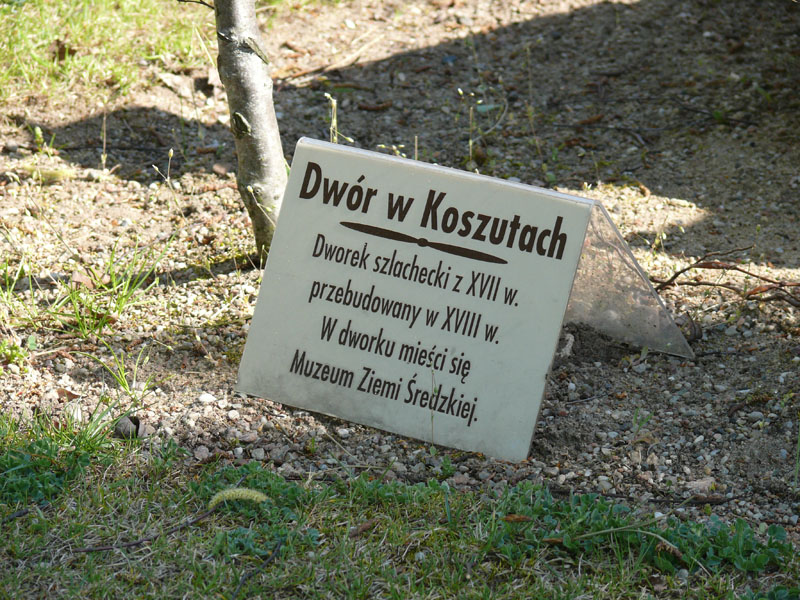 Dwór w Koszutach
Dworek szlachecki z XVII w.
przebudowany w XVIII w.
W dworku mieści się
Muzeum Ziemi Średzkiej.